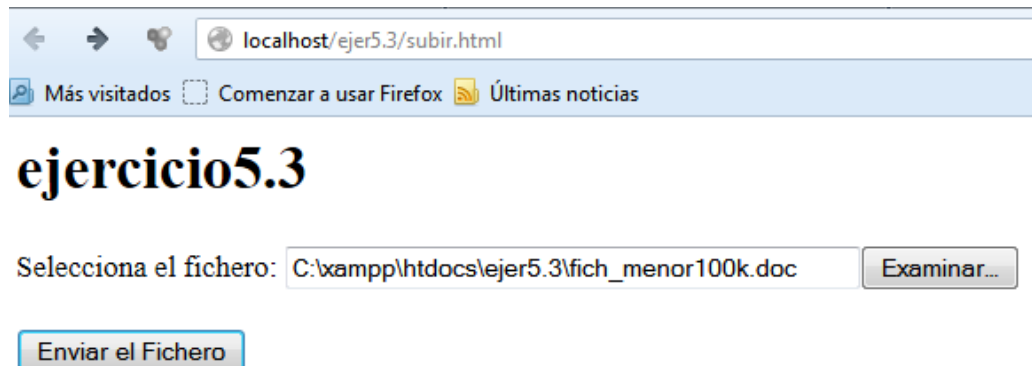 localhost/ejer5.3/subir.html
Más visitados Comenzar a usar Firefox Últimas noticias
ejercicio5.3
Selecciona el fichero: C:\xampp\htdocs\ejer5.3\fich_menor100k.doc Examinar...
Enviar el Fichero